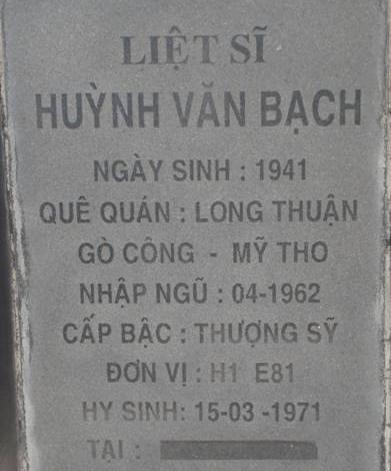 LIỆT SĨ
HUỲNH VĂN BẠCH
NGÀY SINH : 1941
QUÊ QUÁN : LONG THUẬN
GÒ CÔNG - MỸ THO
NHẬP NGŨ : 04-1962
CẤP BẬC : THƯỢNG SỸ
ĐƠN VỊ : H1 E81
HY SINH: 15-03 -1971
TẠI :